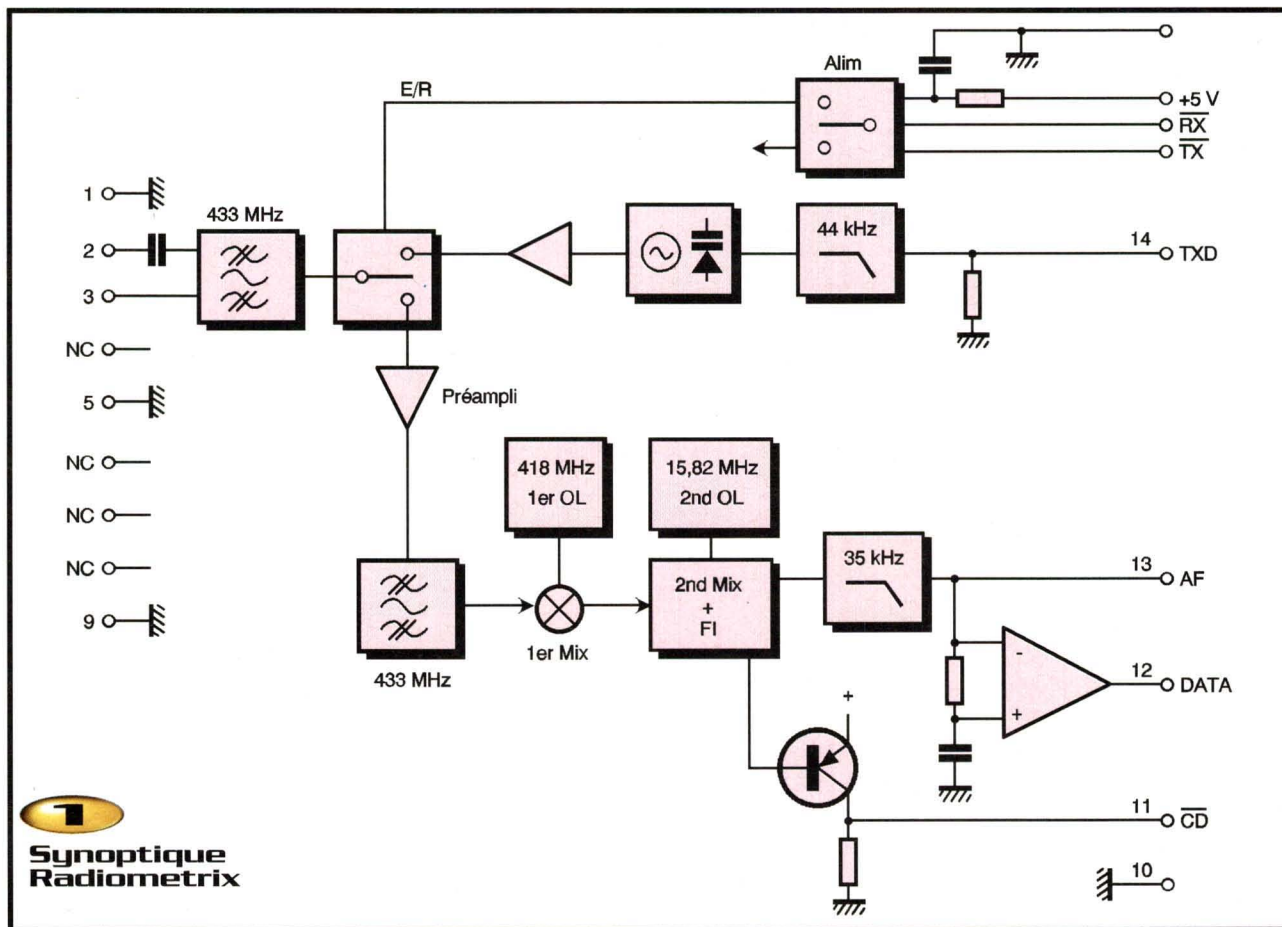 Alim
E/R
+5 V
RX
TX
1
433 MHz
2
3
44 kHz
14
TXD
NC
5
Préampli
NC
NC
NC
9
418 MHz
1er OL
15,82 MHz
2nd OL
35 kHz
13
AF
2nd Mix
+
FI
1er Mix
433 MHz
-
+
12
DATA
+
11
CD
10
1
Synoptique
Radiometrix